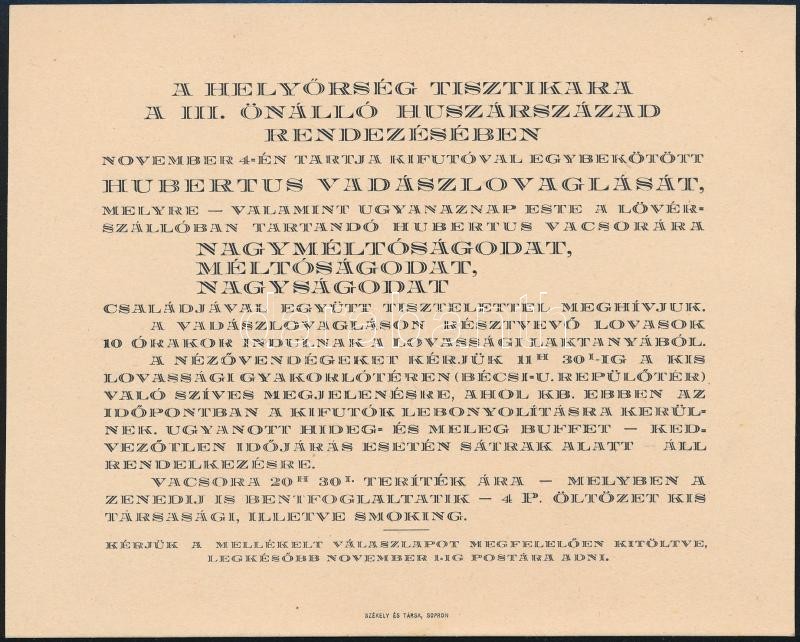 A HELYŐRSÉG TISZTIKARA
A III. ÖNÁLLÓ HUSZÁRSZÁZAD
RENDEZÉSÉBEN
NOVEMBER 4-ÉN TARTJA KIFUTÓVAL EGYBEKÖTÖTT
HUBERTUS VADÁSZLOVAGLÁSÁT,
MELYRE — VALAMINT UGYANAZNAP ESTE A LÖVÉR-
SZÁLLÓBAN TARTANDÓ HUBERTUS VACSORÁRA
NAGYMÉLTÓSÁGODAT,
MÉLTÓSÁGODAT,
NAGYSÁGODAT
CSALÁDJÁVAL EGYÜTT TISZTELETTEL MEGHÍVJUK.
A VADÁSZLOVAGLÁSON RÉSZTVEVŐ LOVASOK
10 ÓRAKOR INDULNAK A LOVASSÁGI LAKTANYÁBÓL.
A NÉZŐVENDÉGEKET KÉRJÜK 11H 30I-IG A KIS
LOVASSÁGI GYAKORLÓTÉREN (BÉCSI-U. REPÜLŐTÉR)
VALÓ SZÍVES MEGJELENÉSRE, AHOL KB. EBBEN AZ
IDŐPONTBAN A KIFUTÓK LEBONYOLÍTÁSRA KERÜL-
NEK. UGYANOTT HIDEG- ÉS MELEG BUFFET — KED-
VEZŐTLEN IDŐJÁRÁS ESETÉN SÁTRAK ALATT — ÁLL
RENDELKEZÉSRE.
VACSORA 20H 30I. TERÍTÉK ÁRA — MELYBEN A
ZENEDIJ IS BENTFOGLALTATIK — 4 P. ÖLTÖZET KIS
TÁRSASÁGI, ILLETVE SMOKING.
KÉRJÜK A MELLÉKELT VÁLASZLAPOT MEGFELELŐEN KITÖLTVE,
LEGKÉSŐBB NOVEMBER 1-IG POSTÁRA ADNI.
SZÉKELY ÉS TÁRSA, SOPRON
darabanth